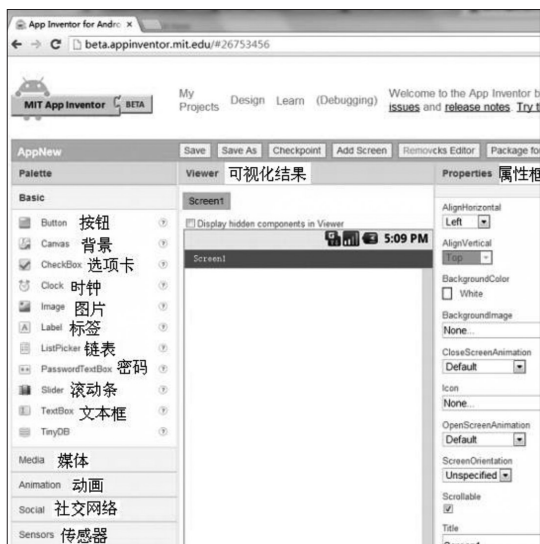 App Inventor for Andro ×
beta.appinventor.mit.edu/#26753456
MIT App Inventor BETA
My Projects Design Learn (Debugging)
Welcome to the App Inventor b
issues and release notes. Try t
AppNew
Save Save As Checkpoint Add Screen Removcks Editor Package for
Palette
Viewer 可视化结果
Properties 属性框
Basic
Screen1
Button 按钮
Canvas 背景
CheckBox 选项卡
Clock 时钟
Image 图片
Label 标签
ListPicker 链表
PasswordTextBox 密码
Slider 滚动条
TextBox 文本框
TinyDB
Media 媒体
Animation 动画
Social 社交网络
Sensors 传感器
Display hidden components in Viewer
5:09 PM
Screen1
AlignHorizontal
Left
AlignVertical
Top
BackgroundColor
White
BackgroundImage
None...
CloseScreenAnimation
Default
Icon
None...
OpenScreenAnimation
Default
ScreenOrientation
Unspecified
Scrollable
Title